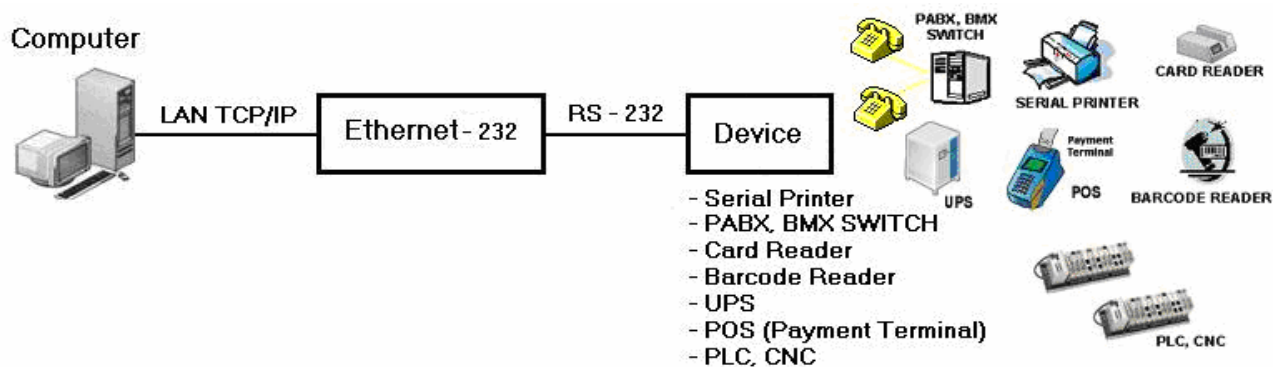 Computer
LAN TCP/IP
Ethernet - 232
RS - 232
Device
- Serial Printer
- PABX, BMX SWITCH
- Card Reader
- Barcode Reader
- UPS
- POS (Payment Terminal)
- PLC, CNC
PABX, BMX
SWITCH
SERIAL PRINTER
CARD READER
UPS
Payment
Terminal
POS
BARCODE READER
PLC, CNC